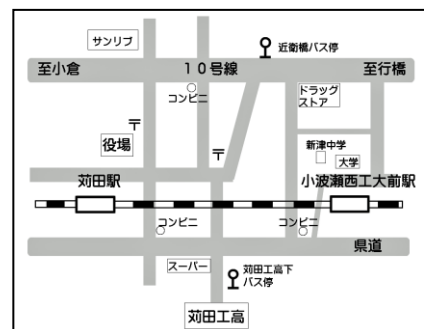 サンリブ
近衛橋バス停
至小倉
１０号線
至行橋
コンビニ
ドラッグ
ストア
〒
役場
〒
新津中学
大学
苅田駅
小波瀬西工大前駅
コンビニ
コンビニ
県道
スーパー
苅田工高下
バス停
苅田工高